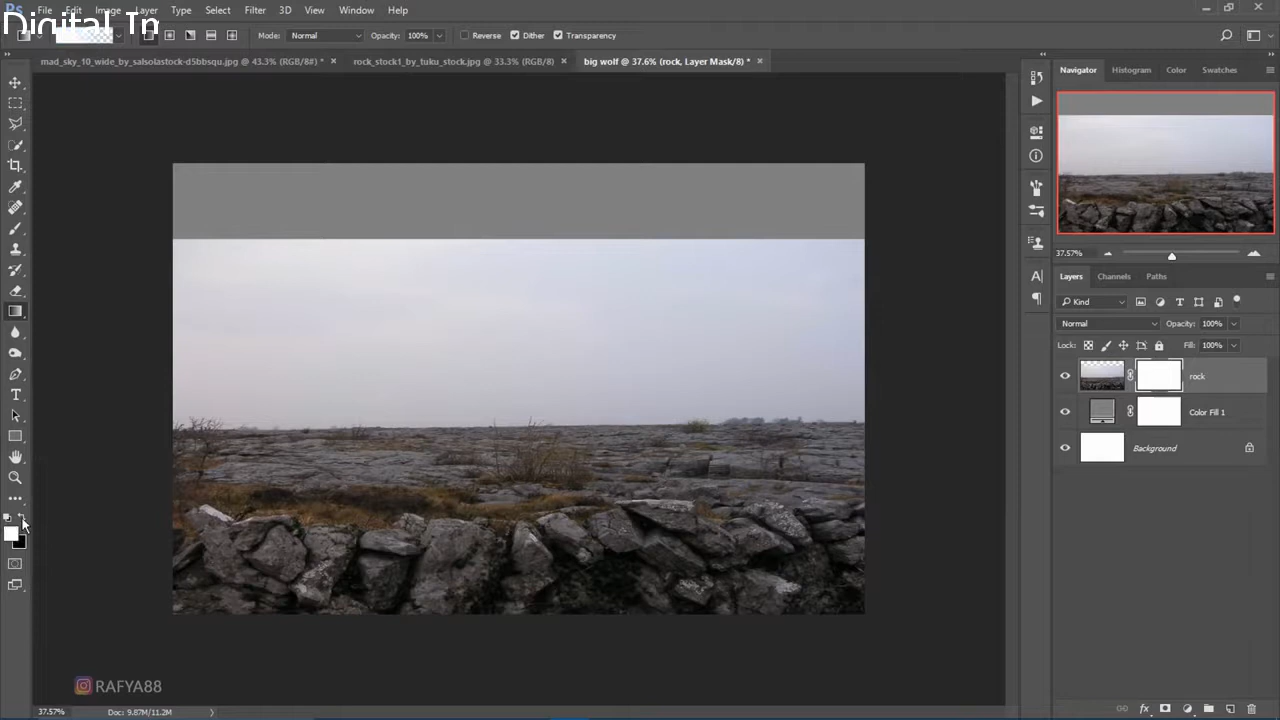 Ps File Edit Image Layer Type Select Filter 3D View Window Help
Digital Im
Mode: Normal Opacity: 100% Reverse Dither Transparency
mad_sky_10_wide_by_salsolastock-d5bbsqu.jpg @ 43.3% (RGB/8#) * × rock_stock1_by_tuku_stock.jpg @ 33.3% (RGB/8) × big wolf @ 37.6% (rock, Layer Mask/8) * ×
Navigator Histogram Color Swatches
37.57%
Layers Channels Paths
Kind
Normal Opacity: 100%
Lock: Fill: 100%
rock
Color Fill 1
Background
RAFYA88
37.57% Doc: 9.87M/11.2M